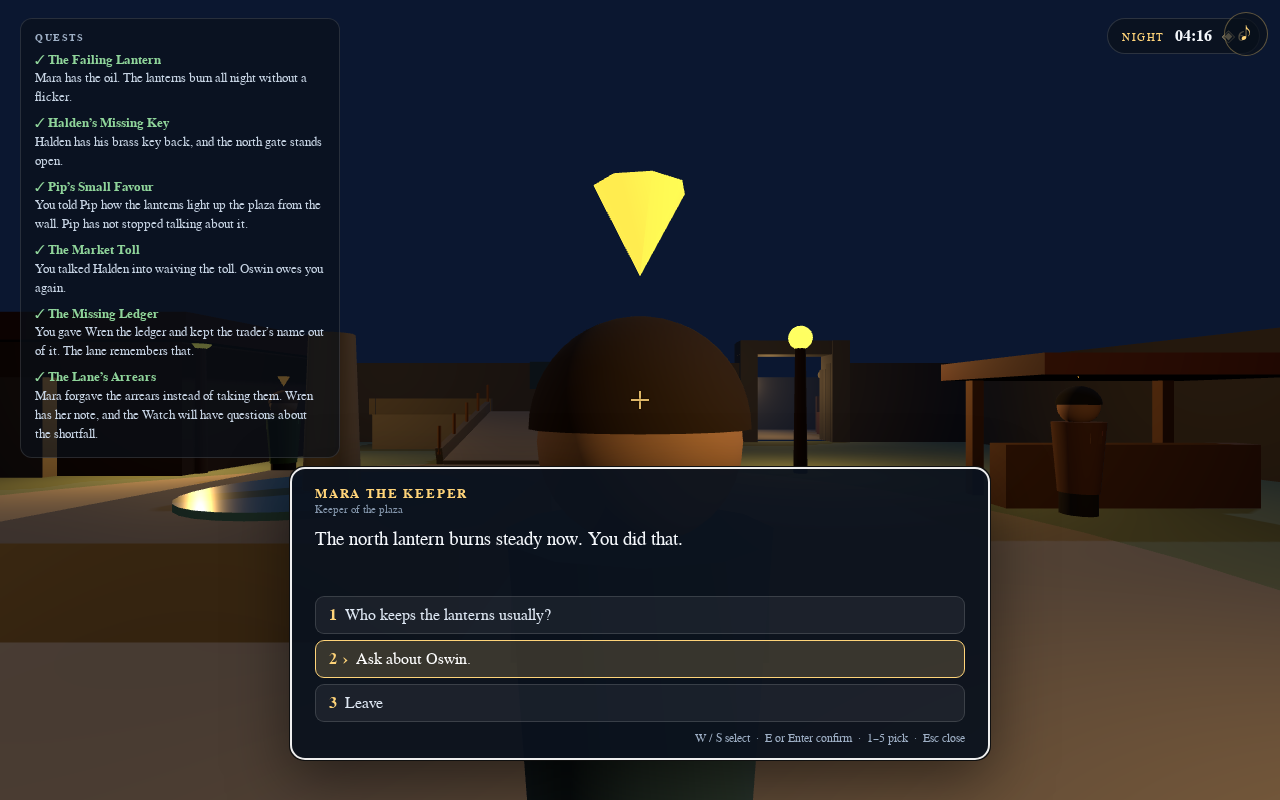 QUESTS
✓ The Failing Lantern
Mara has the oil. The lanterns burn all night without a
flicker.
✓ Halden's Missing Key
Halden has his brass key back, and the north gate stands
open.
✓ Pip's Small Favour
You told Pip how the lanterns light up the plaza from the
wall. Pip has not stopped talking about it.
✓ The Market Toll
You talked Halden into waiving the toll. Oswin owes you
again.
✓ The Missing Ledger
You gave Wren the ledger and kept the trader's name out
of it. The lane remembers that.
✓ The Lane's Arrears
Mara forgave the arrears instead of taking them. Wren
has her note, and the Watch will have questions about
the shortfall.
NIGHT 04:16
MARA THE KEEPER
Keeper of the plaza
The north lantern burns steady now. You did that.
1 Who keeps the lanterns usually?
2 › Ask about Oswin.
3 Leave
W / S select · E or Enter confirm · 1–5 pick · Esc close